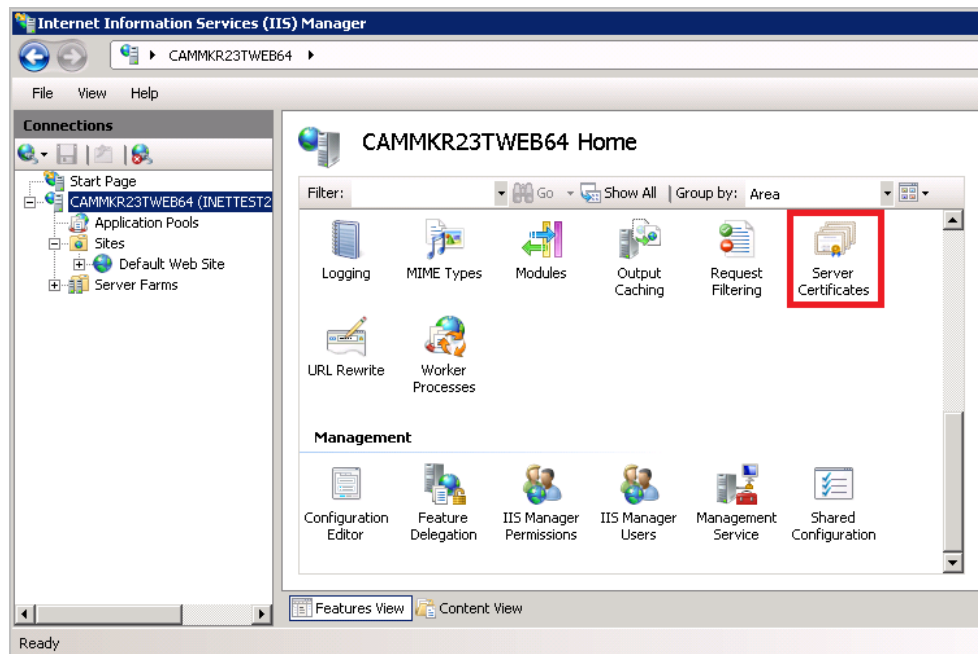 Internet Information Services (IIS) Manager
CAMMKR23TWEB64
File View Help
Connections
Start Page
CAMMKR23TWEB64 (INETTEST2
Application Pools
Sites
Default Web Site
Server Farms
CAMMKR23TWEB64 Home
Filter: Go Show All Group by: Area
Logging MIME Types Modules Output Caching Request Filtering Server Certificates
URL Rewrite Worker Processes
Management
Configuration Editor Feature Delegation IIS Manager Permissions IIS Manager Users Management Service Shared Configuration
Features View Content View
Ready